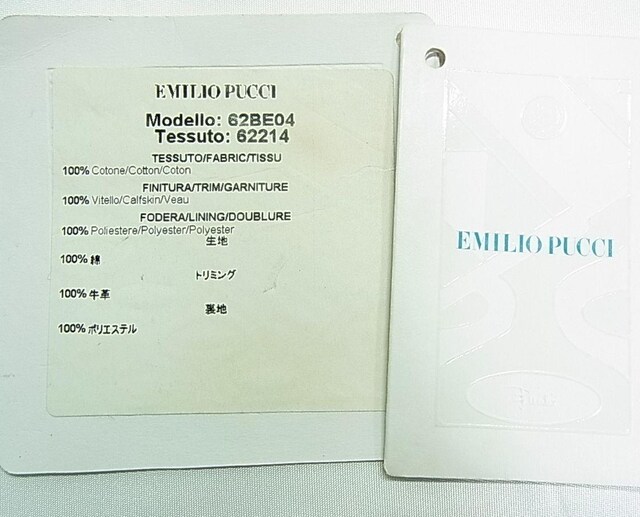 EMILIO PUCCI
Modello: 62BE04
Tessuto: 62214
TESSUTO/FABRIC/TISSU
100% Cotone/Cotton/Coton
FINITURA/TRIM/GARNITURE
100% Vitello/Calfskin/Veau
FODERA/LINING/DOUBLURE
100% Poliestere/Polyester/Polyester
生地
100% 綿
トリミング
100% 牛革
裏地
100% ポリエステル
EMILIO PUCCI